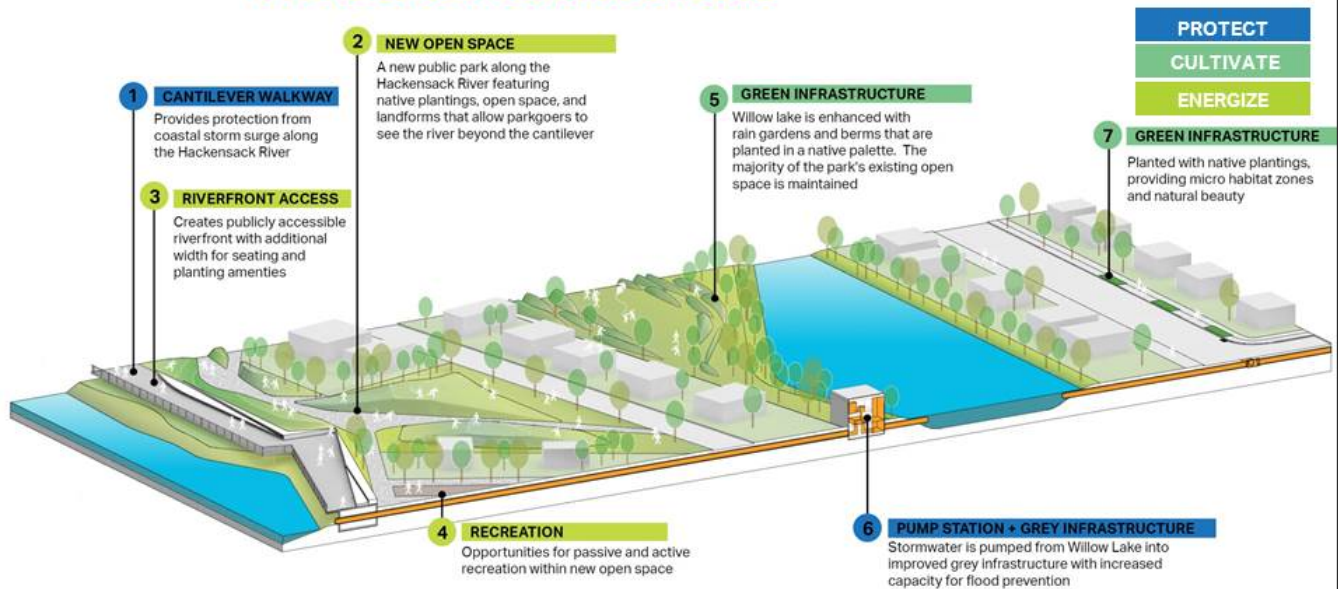 PROTECT
CULTIVATE
ENERGIZE
1 CANTILEVER WALKWAY
Provides protection from
coastal storm surge along
the Hackensack River
2 NEW OPEN SPACE
A new public park along the
Hackensack River featuring
native plantings, open space, and
landforms that allow parkgoers to
see the river beyond the cantilever
3 RIVERFRONT ACCESS
Creates publicly accessible
riverfront with additional
width for seating and
planting amenties
4 RECREATION
Opportunities for passive and active
recreation within new open space
5 GREEN INFRASTRUCTURE
Willow lake is enhanced with
rain gardens and berms that are
planted in a native palette. The
majority of the park's existing open
space is maintained
6 PUMP STATION + GREY INFRASTRUCTURE
Stormwater is pumped from Willow Lake into
improved grey infrastructure with increased
capacity for flood prevention
7 GREEN INFRASTRUCTURE
Planted with native plantings,
providing micro habitat zones
and natural beauty